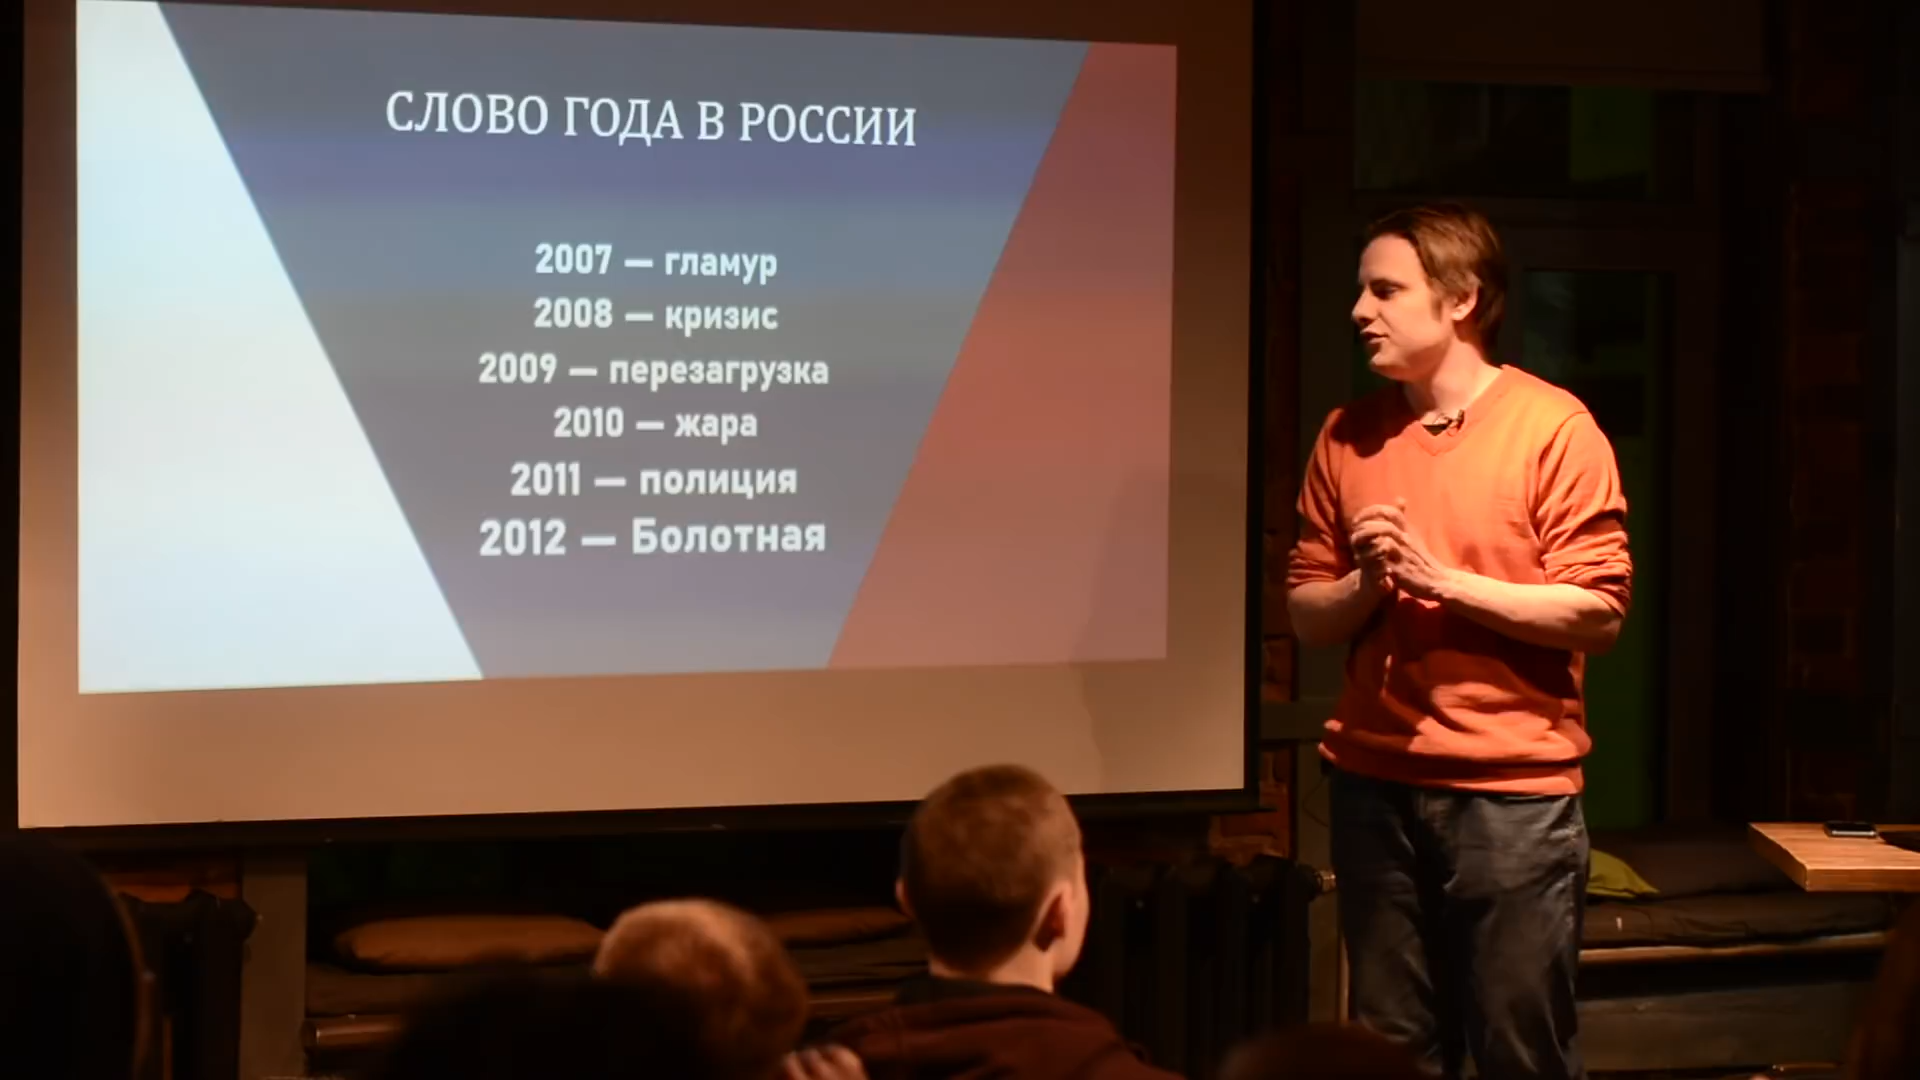 СЛОВО ГОДА В РОССИИ
2007 — гламур
2008 — кризис
2009 — перезагрузка
2010 — жара
2011 — полиция
2012 — Болотная